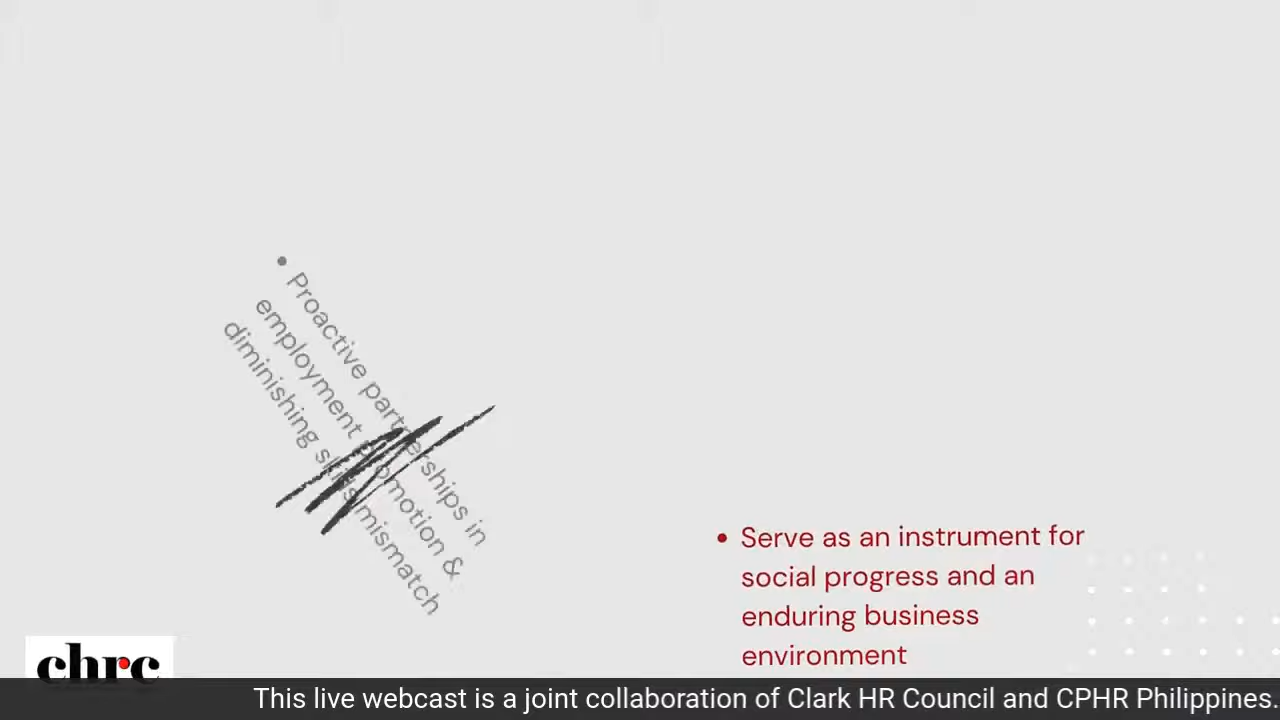 • Proactive partnerships in
employment promotion &
diminishing skills mismatch
• Serve as an instrument for
social progress and an
enduring business
environment
chrc
This live webcast is a joint collaboration of Clark HR Council and CPHR Philippines.